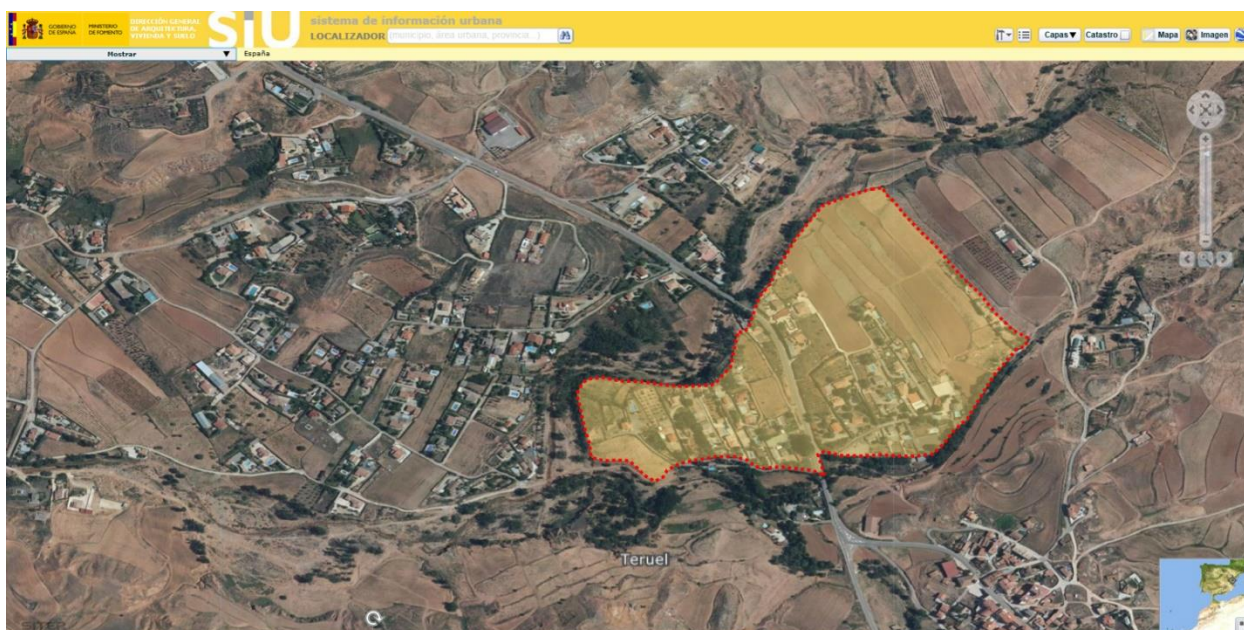 GOBIERNO DE ESPAÑA
MINISTERIO DE FOMENTO
DIRECCIÓN GENERAL DE ARQUITECTURA, VIVIENDA Y SUELO
SIU
sistema de información urbana
LOCALIZADOR (municipio, área urbana, provincia...)
Capas▼ Catastro Mapa Imagen
Mostrar ▼ España
Teruel
SITEP